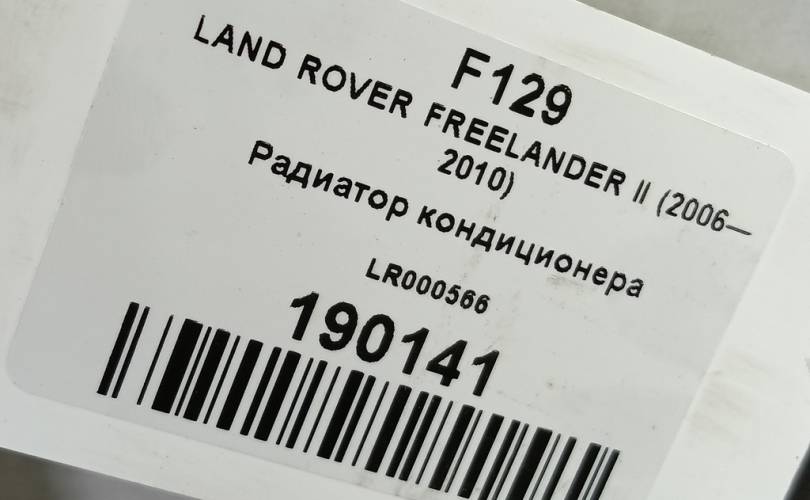 F129
LAND ROVER FREELANDER II (2006—
2010)
Радиатор кондиционера
LR000566
190141